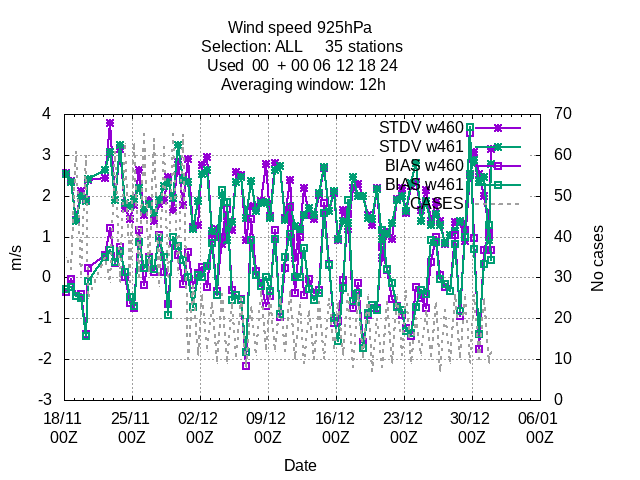 Wind speed 925hPa
Selection: ALL 35 stations
Used 00 + 00 06 12 18 24
Averaging window: 12h
4 70
STDV w460
STDV w461
3 60
BIAS w460
BIAS w461
2 50
CASES
1 40
m/s
No cases
0 30
-1 20
-2 10
-3 0
18/11 25/11 02/12 09/12 16/12 23/12 30/12 06/01
00Z 00Z 00Z 00Z 00Z 00Z 00Z 00Z
Date